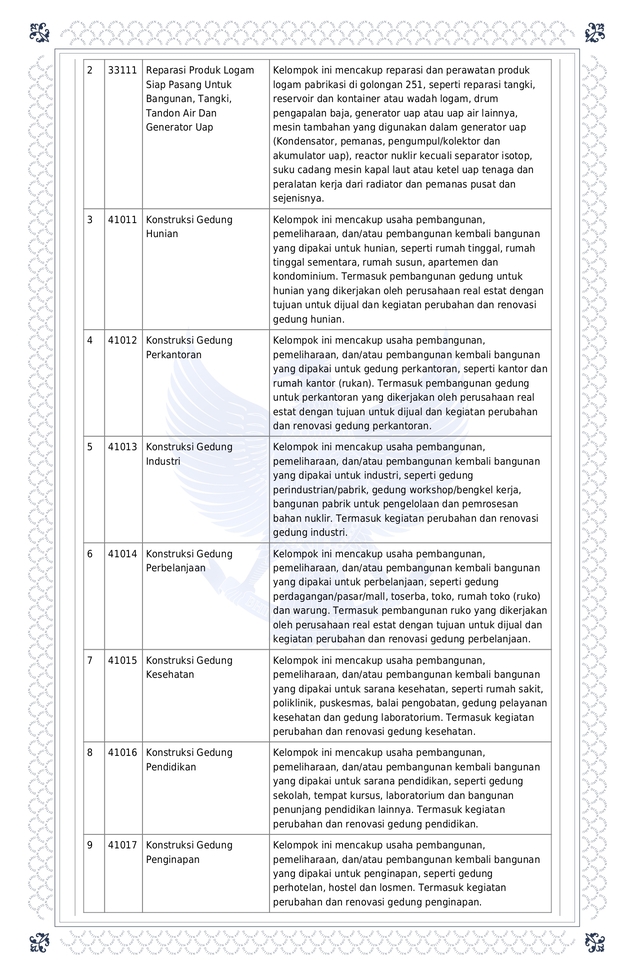 2 33111 Reparasi Produk Logam Kelompok ini mencakup reparasi dan perawatan produk
Siap Pasang Untuk logam pabrikasi di golongan 251, seperti reparasi tangki,
Bangunan, Tangki, reservoir dan kontainer atau wadah logam, drum
Tandon Air Dan pengapalan baja, generator uap atau uap air lainnya,
Generator Uap mesin tambahan yang digunakan dalam generator uap
(Kondensator, pemanas, pengumpul/kolektor dan
akumulator uap), reactor nuklir kecuali separator isotop,
suku cadang mesin kapal laut atau ketel uap tenaga dan
peralatan kerja dari radiator dan pemanas pusat dan
sejenisnya.
3 41011 Konstruksi Gedung Kelompok ini mencakup usaha pembangunan,
Hunian pemeliharaan, dan/atau pembangunan kembali bangunan
yang dipakai untuk hunian, seperti rumah tinggal, rumah
tinggal sementara, rumah susun, apartemen dan
kondominium. Termasuk pembangunan gedung untuk
hunian yang dikerjakan oleh perusahaan real estat dengan
tujuan untuk dijual dan kegiatan perubahan dan renovasi
gedung hunian.
4 41012 Konstruksi Gedung Kelompok ini mencakup usaha pembangunan,
Perkantoran pemeliharaan, dan/atau pembangunan kembali bangunan
yang dipakai untuk gedung perkantoran, seperti kantor dan
rumah kantor (rukan). Termasuk pembangunan gedung
untuk perkantoran yang dikerjakan oleh perusahaan real
estat dengan tujuan untuk dijual dan kegiatan perubahan
dan renovasi gedung perkantoran.
5 41013 Konstruksi Gedung Kelompok ini mencakup usaha pembangunan,
Industri pemeliharaan, dan/atau pembangunan kembali bangunan
yang dipakai untuk industri, seperti gedung
perindustrian/pabrik, gedung workshop/bengkel kerja,
bangunan pabrik untuk pengelolaan dan pemrosesan
bahan nuklir. Termasuk kegiatan perubahan dan renovasi
gedung industri.
6 41014 Konstruksi Gedung Kelompok ini mencakup usaha pembangunan,
Perbelanjaan pemeliharaan, dan/atau pembangunan kembali bangunan
yang dipakai untuk perbelanjaan, seperti gedung
perdagangan/pasar/mall, toserba, toko, rumah toko (ruko)
dan warung. Termasuk pembangunan ruko yang dikerjakan
oleh perusahaan real estat dengan tujuan untuk dijual dan
kegiatan perubahan dan renovasi gedung perbelanjaan.
7 41015 Konstruksi Gedung Kelompok ini mencakup usaha pembangunan,
Kesehatan pemeliharaan, dan/atau pembangunan kembali bangunan
yang dipakai untuk sarana kesehatan, seperti rumah sakit,
poliklinik, puskesmas, balai pengobatan, gedung pelayanan
kesehatan dan gedung laboratorium. Termasuk kegiatan
perubahan dan renovasi gedung kesehatan.
8 41016 Konstruksi Gedung Kelompok ini mencakup usaha pembangunan,
Pendidikan pemeliharaan, dan/atau pembangunan kembali bangunan
yang dipakai untuk sarana pendidikan, seperti gedung
sekolah, tempat kursus, laboratorium dan bangunan
penunjang pendidikan lainnya. Termasuk kegiatan
perubahan dan renovasi gedung pendidikan.
9 41017 Konstruksi Gedung Kelompok ini mencakup usaha pembangunan,
Penginapan pemeliharaan, dan/atau pembangunan kembali bangunan
yang dipakai untuk penginapan, seperti gedung
perhotelan, hostel dan losmen. Termasuk kegiatan
perubahan dan renovasi gedung penginapan.